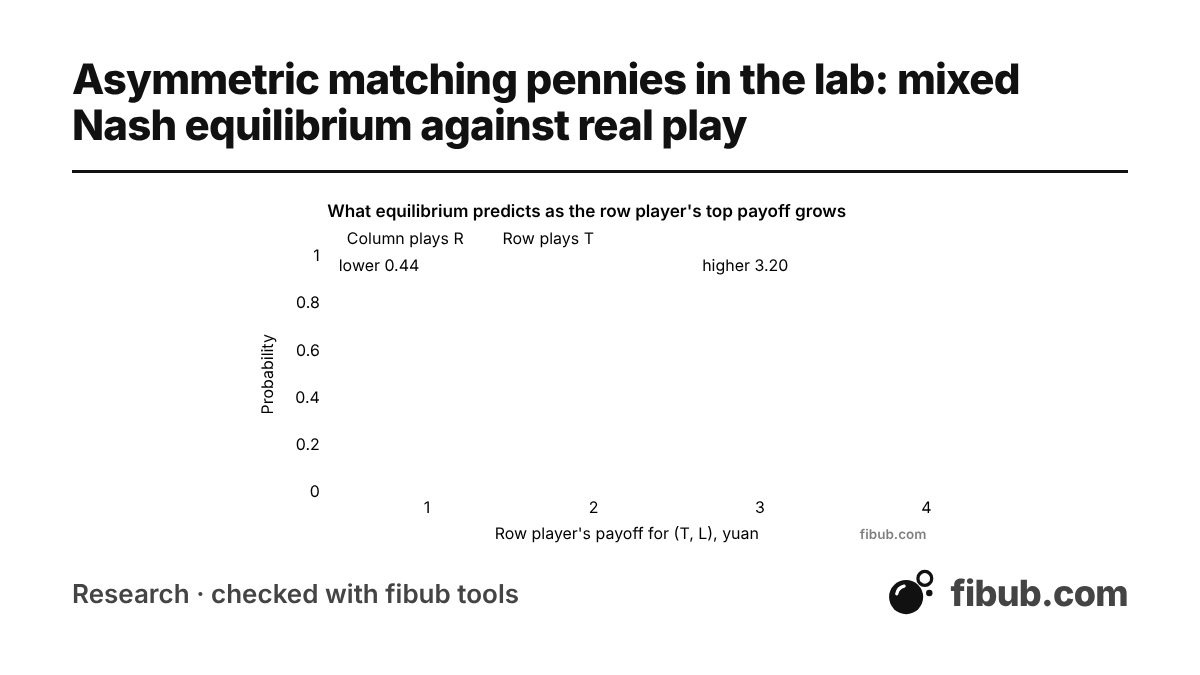 Asymmetric matching pennies in the lab: mixed
Nash equilibrium against real play
What equilibrium predicts as the row player's top payoff grows
Column plays R
Row plays T
lower 0.44
higher 3.20
1
0.8
0.6
0.4
0.2
0
Probability
1
2
3
4
Row player's payoff for (T, L), yuan
fibub.com
Research · checked with fibub tools
fibub.com